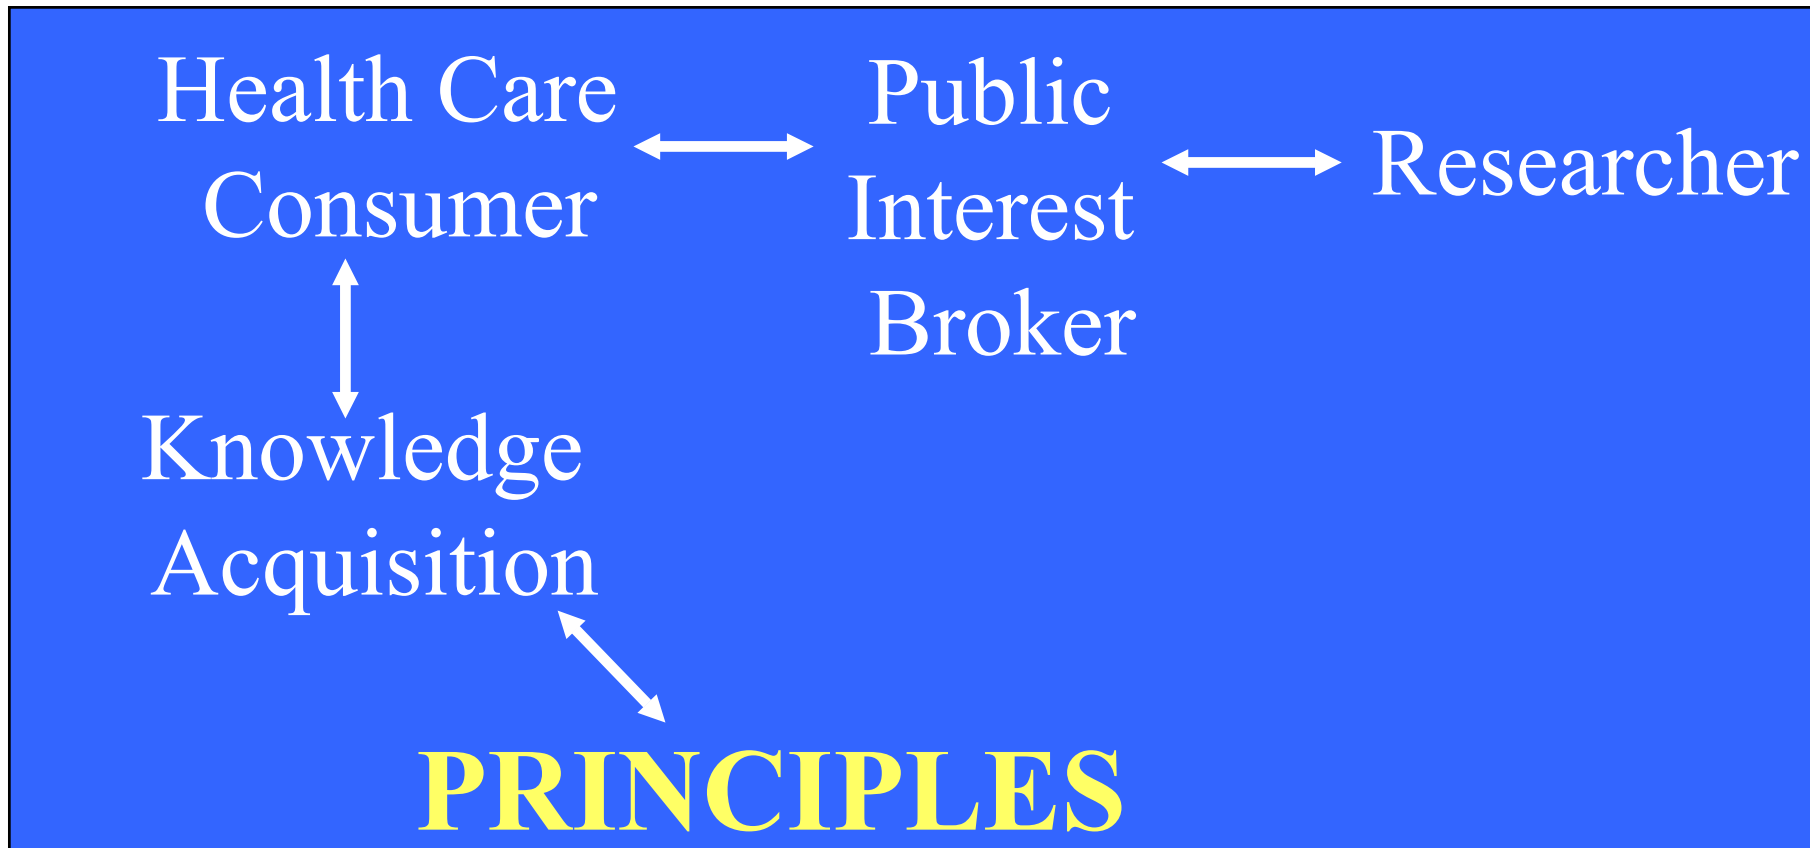 Health Care
Consumer
Public
Interest
Broker
Researcher
Knowledge
Acquisition
PRINCIPLES